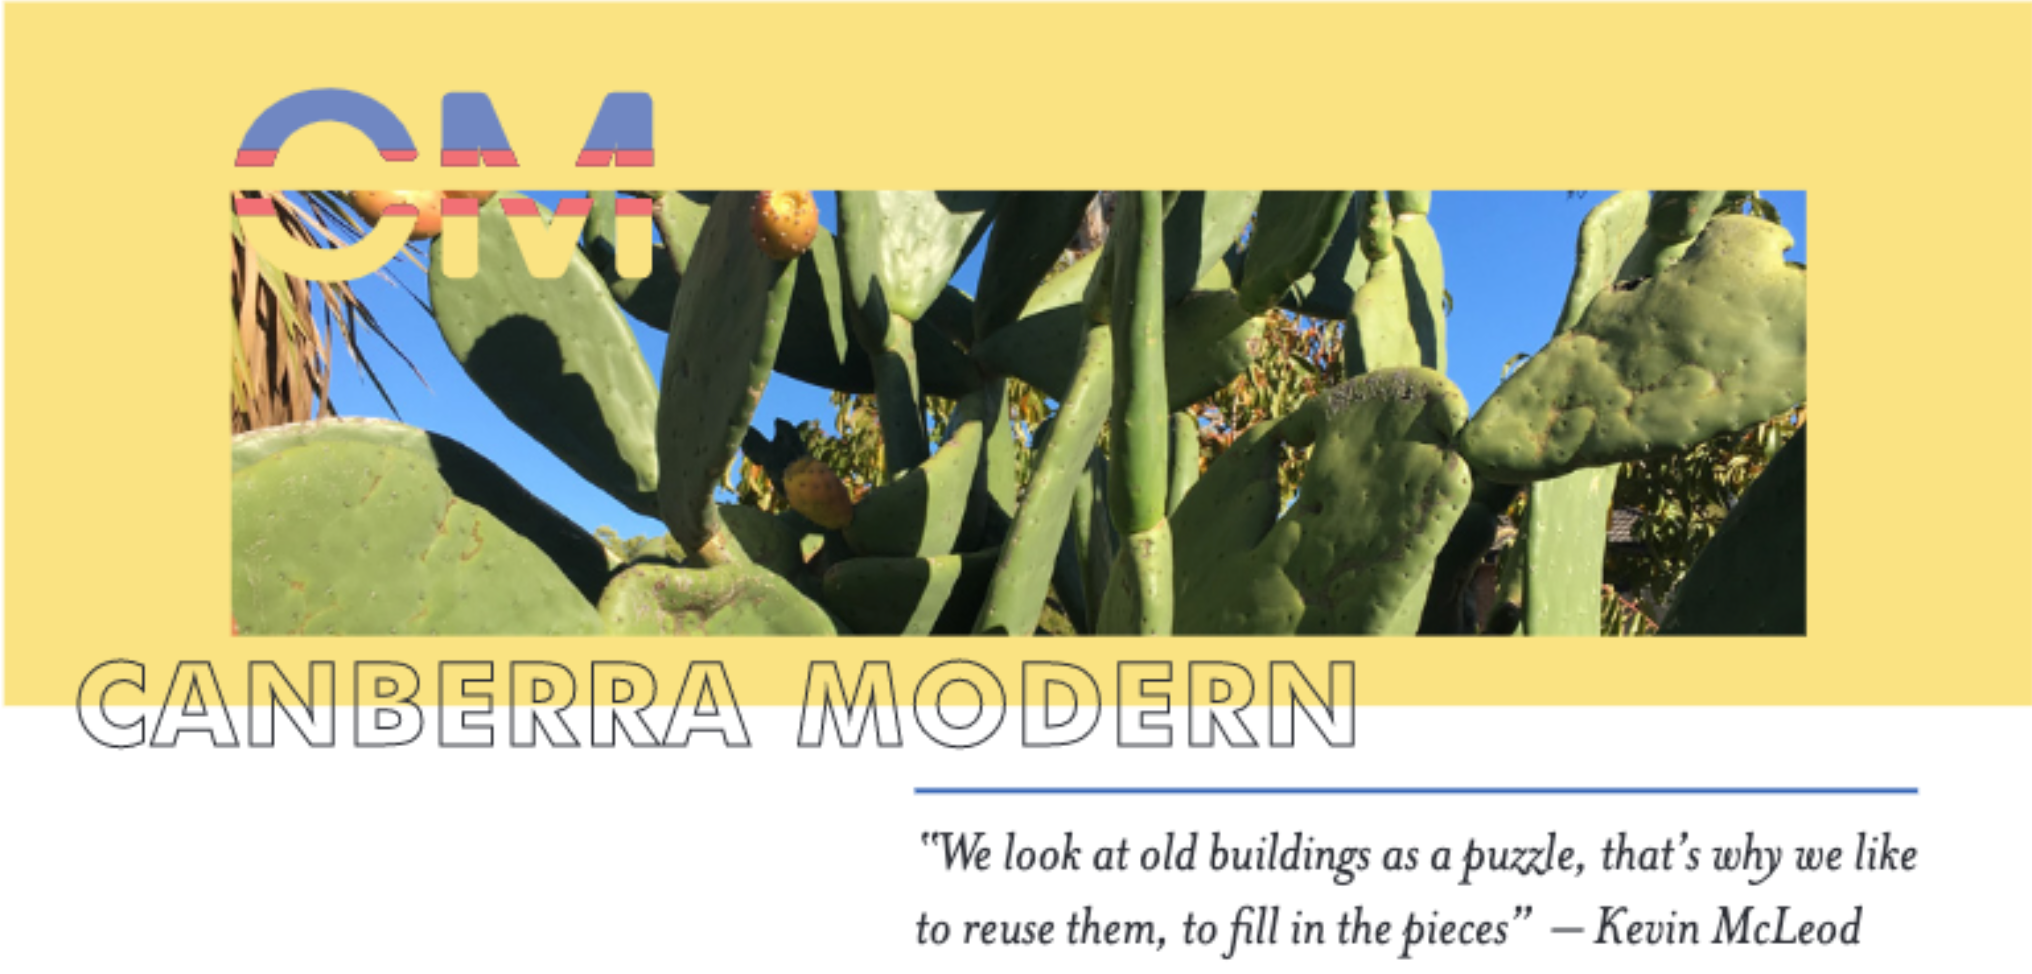 CM
CANBERRA MODERN
“We look at old buildings as a puzzle, that’s why we like
to reuse them, to fill in the pieces” – Kevin McLeod